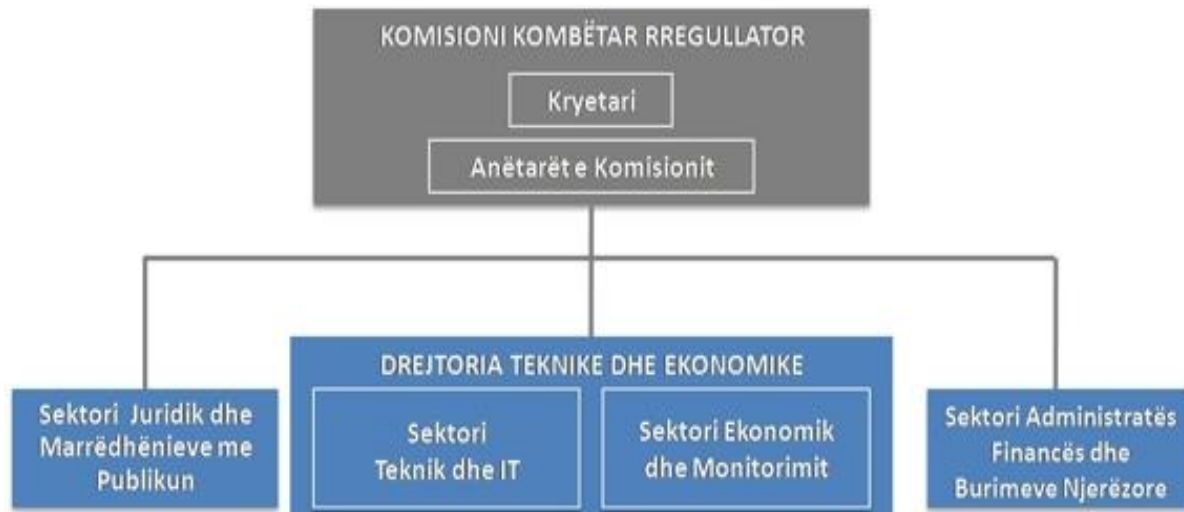 KOMISIONI KOMBËTAR RREGULLATOR
Kryetari
Anëtarët e Komisionit
DREJTORIA TEKNIKE DHE EKONOMIKE
Sektori Juridik dhe
Marrëdhënieve me
Publikun
Sektori
Teknik dhe IT
Sektori Ekonomik
dhe Monitorimit
Sektori Administratës
Financës dhe
Burimeve Njerëzore